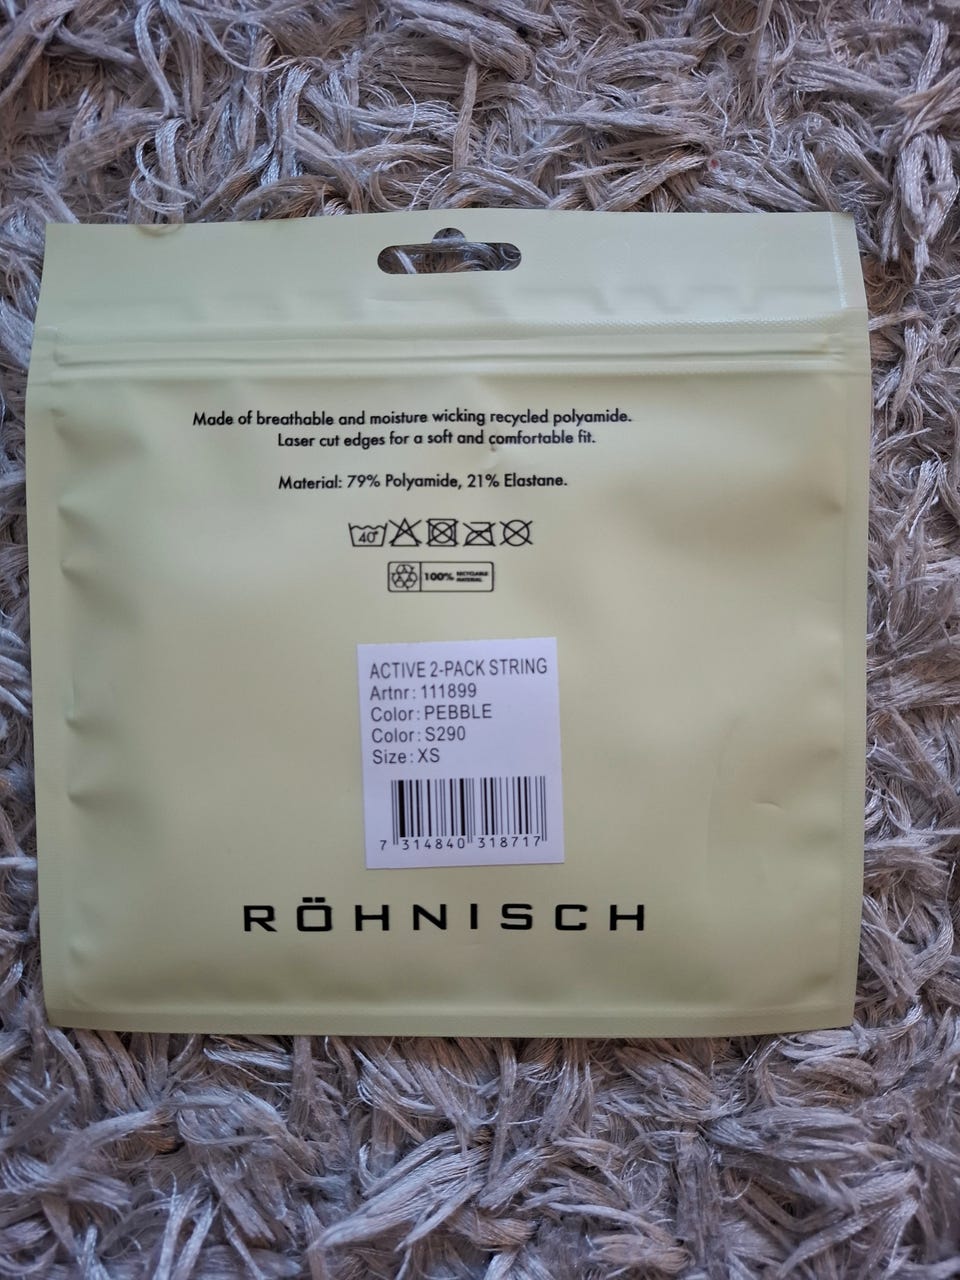 Made of breathable and moisture wicking recycled polyamide.
Laser cut edges for a soft and comfortable fit.
Material: 79% Polyamide, 21% Elastane.
40°
100% RECYCLABLE MATERIAL
ACTIVE 2-PACK STRING
Artnr: 111899
Color: PEBBLE
Color: S290
Size: XS
7 314840 318717
RÖHNISCH